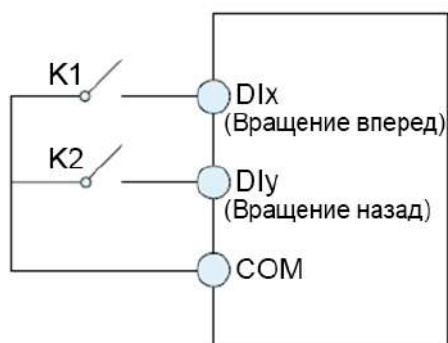 K1
DIx
(Вращение вперед)
K2
DIy
(Вращение назад)
COM